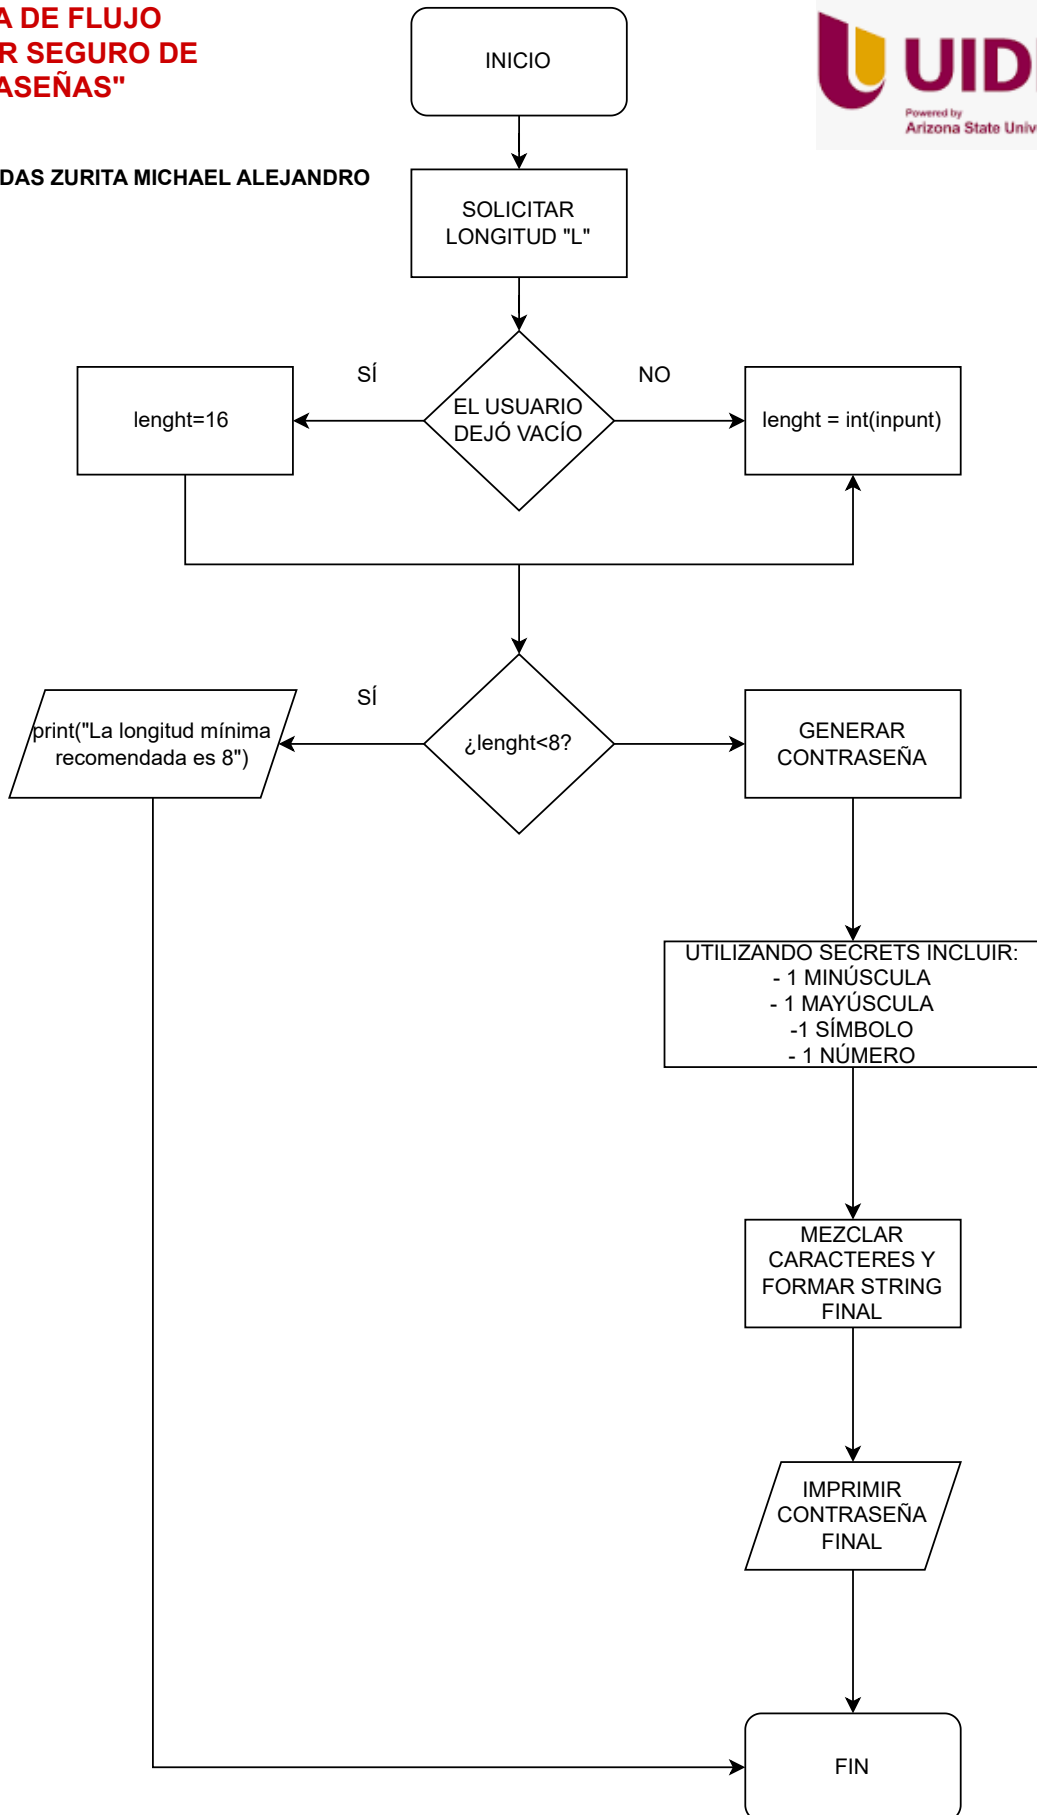 A DE FLUJO
R SEGURO DE
ASEÑAS"
INICIO
UID
Powered by
Arizona State Univ
DAS ZURITA MICHAEL ALEJANDRO
SOLICITAR
LONGITUD "L"
SÍ
NO
lenght=16
EL USUARIO
DEJÓ VACÍO
lenght = int(inpunt)
SÍ
print("La longitud mínima
recomendada es 8")
¿lenght<8?
GENERAR
CONTRASEÑA
UTILIZANDO SECRETS INCLUIR:
- 1 MINÚSCULA
- 1 MAYÚSCULA
-1 SÍMBOLO
- 1 NÚMERO
MEZCLAR
CARACTERES Y
FORMAR STRING
FINAL
IMPRIMIR
CONTRASEÑA
FINAL
FIN